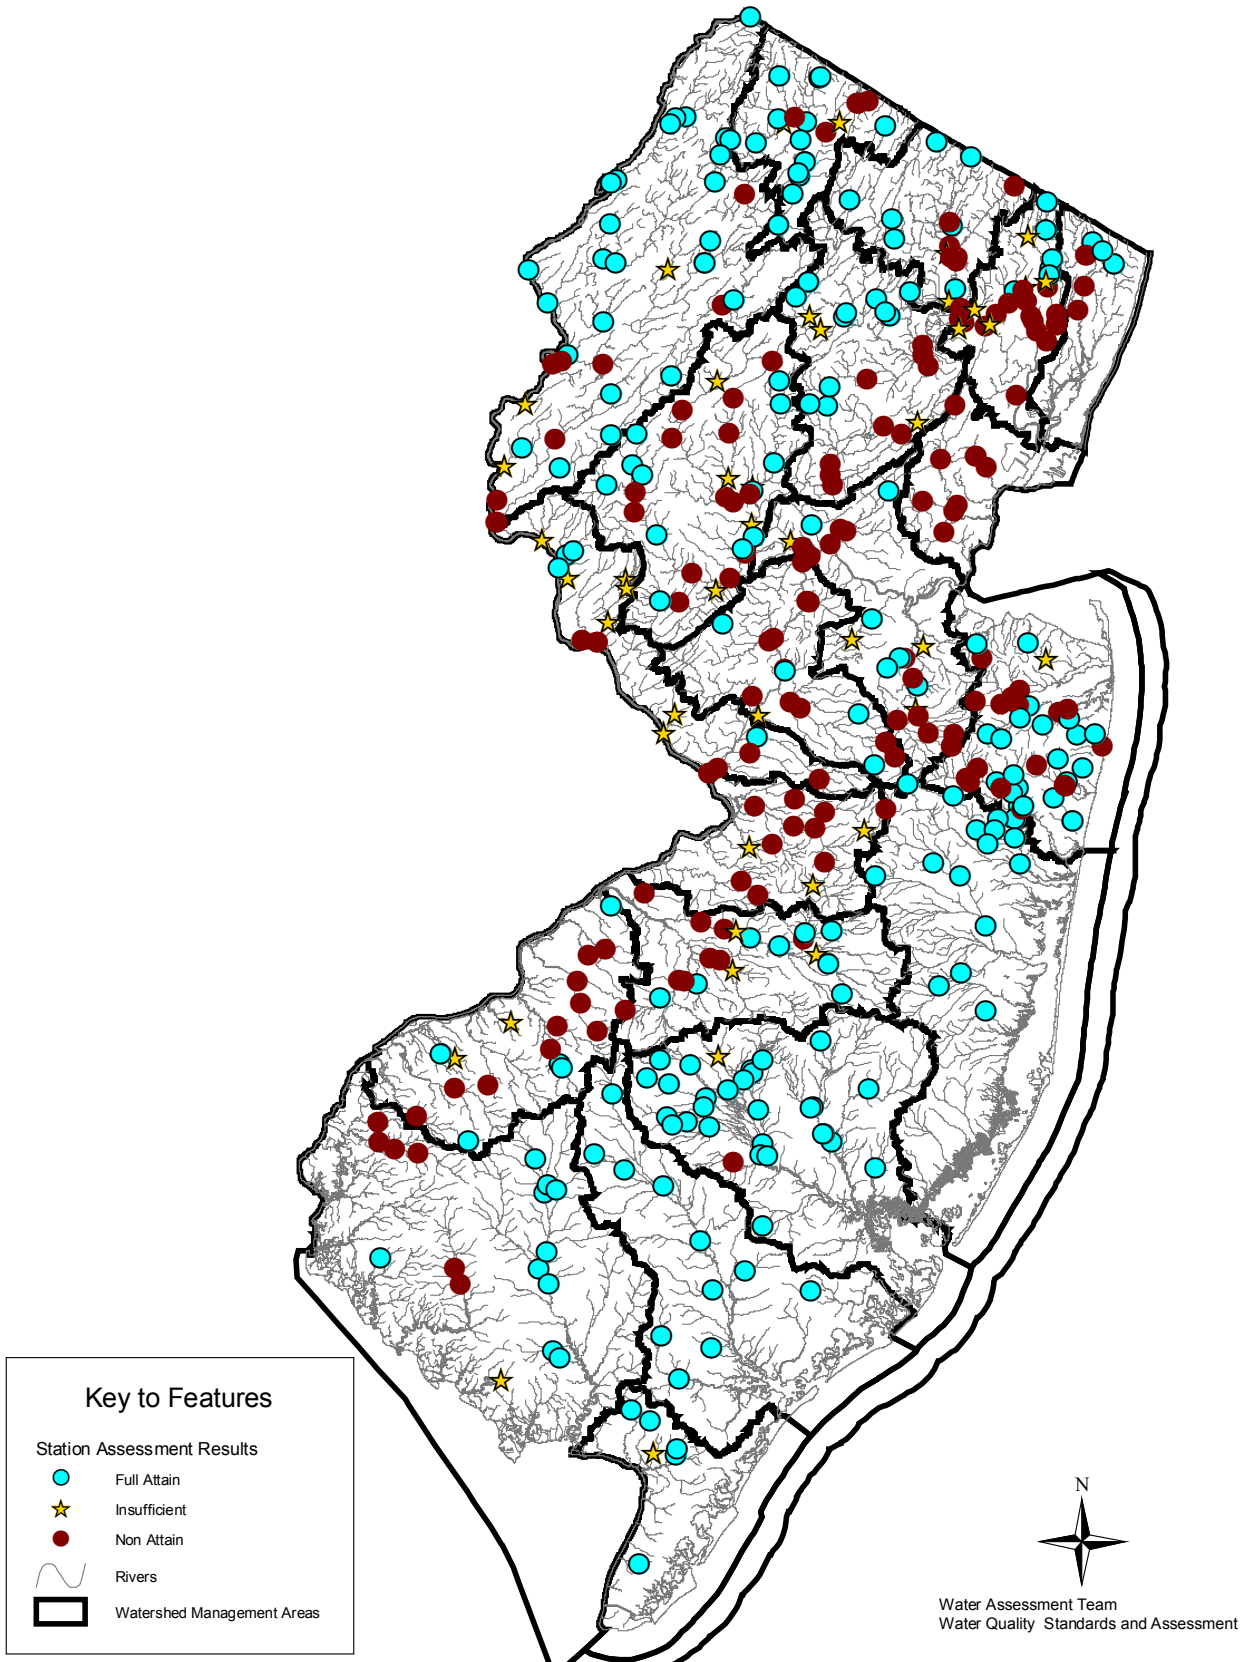 Key to Features
Station Assessment Results
Full Attain
Insufficient
Non Attain
Rivers
Watershed Management Areas
N
Water Assessment Team
Water Quality Standards and Assessment